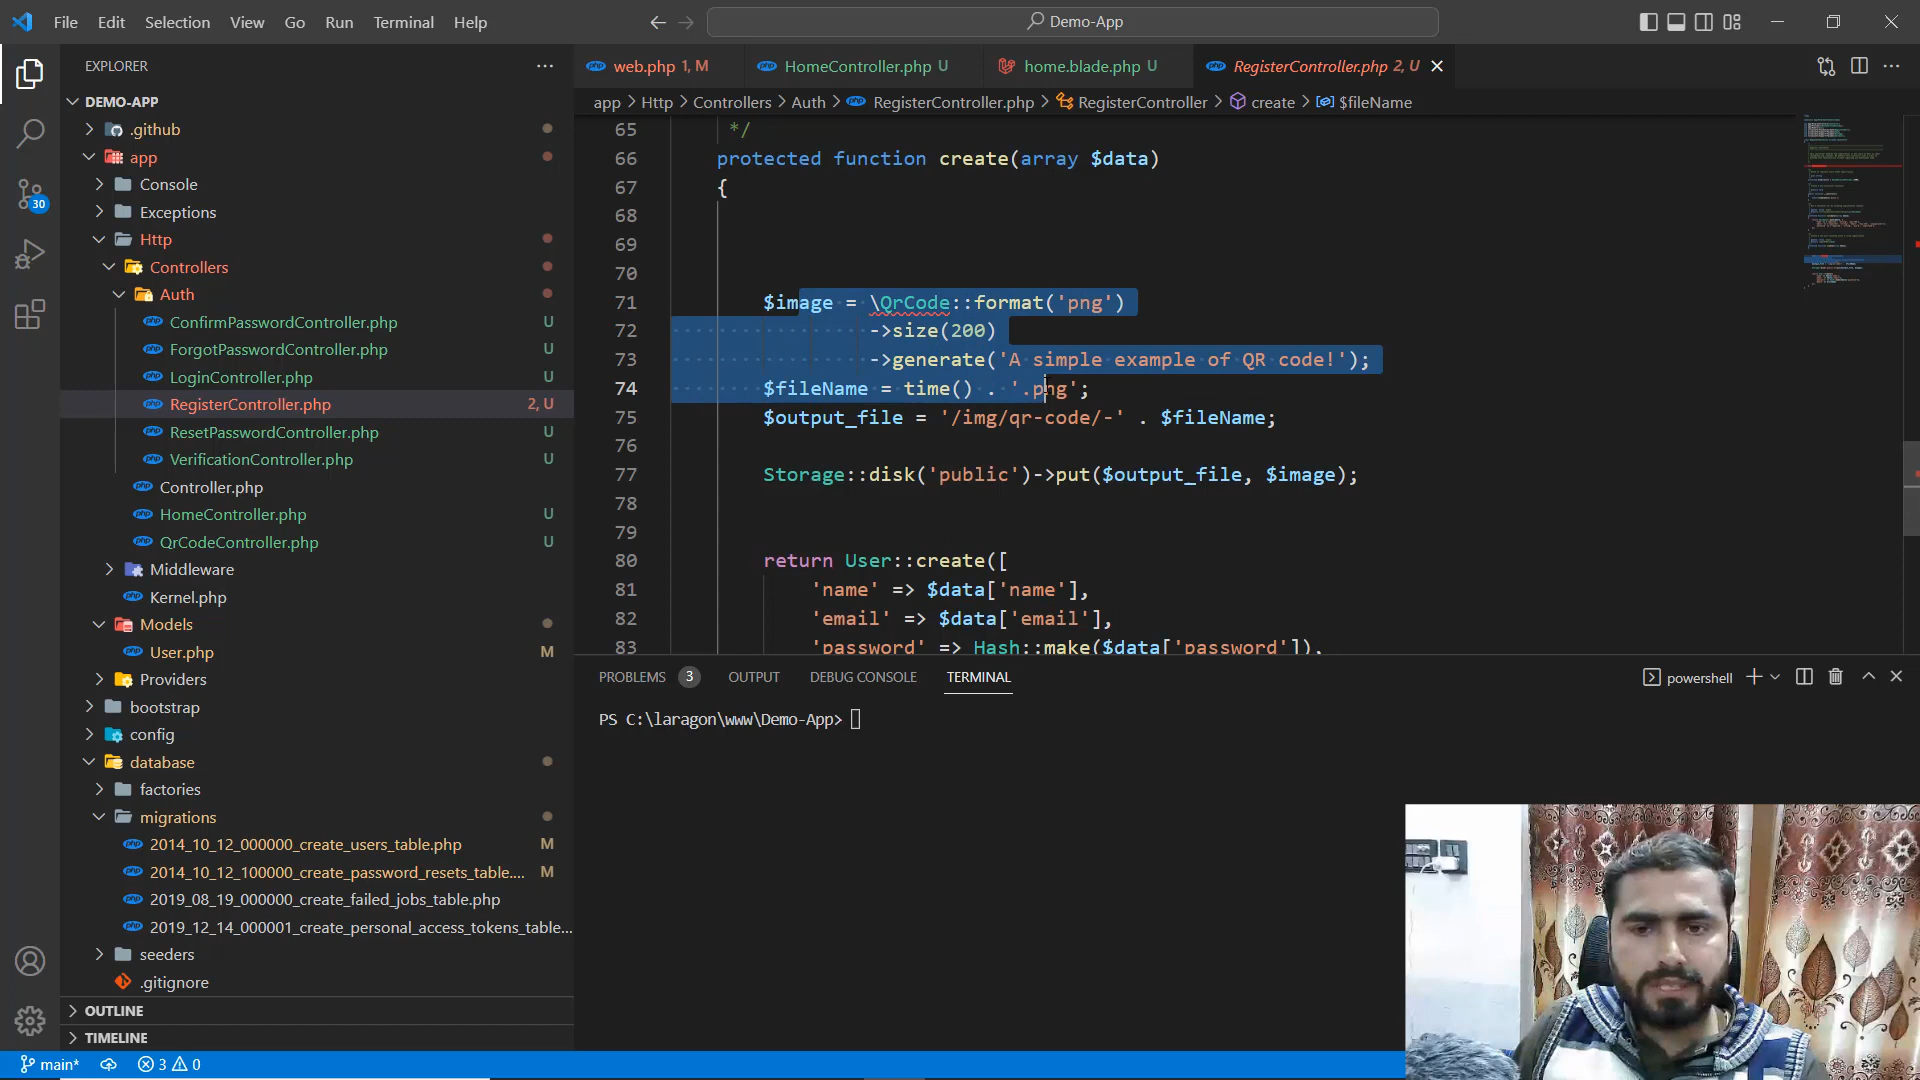 File Edit Selection View Go Run Terminal Help
Demo-App
EXPLORER
DEMO-APP
.github
app
Console
Exceptions
Http
Controllers
Auth
ConfirmPasswordController.php U
ForgotPasswordController.php U
LoginController.php U
RegisterController.php 2, U
ResetPasswordController.php U
VerificationController.php U
Controller.php
HomeController.php U
QrCodeController.php U
Middleware
Kernel.php
Models
User.php M
Providers
bootstrap
config
database
factories
migrations
2014_10_12_000000_create_users_table.php M
2014_10_12_100000_create_password_resets_table.... M
2019_08_19_000000_create_failed_jobs_table.php
2019_12_14_000001_create_personal_access_tokens_table...
seeders
.gitignore
OUTLINE
TIMELINE
30
web.php 1, M
HomeController.php U
home.blade.php U
RegisterController.php 2, U
app > Http > Controllers > Auth > RegisterController.php > RegisterController > create > $fileName
65 */
66 protected function create(array $data)
67 {
68
69
70
71 $image = \QrCode::format('png')
72 ->size(200)
73 ->generate('A simple example of QR code!');
74 $fileName = time() . '.png';
75 $output_file = '/img/qr-code/-' . $fileName;
76
77 Storage::disk('public')->put($output_file, $image);
78
79
80 return User::create([
81 'name' => $data['name'],
82 'email' => $data['email'],
83 'password' => Hash::make($data['password']),
PROBLEMS 3 OUTPUT DEBUG CONSOLE TERMINAL
powershell
PS C:\laragon\www\Demo-App>
main* 3 0